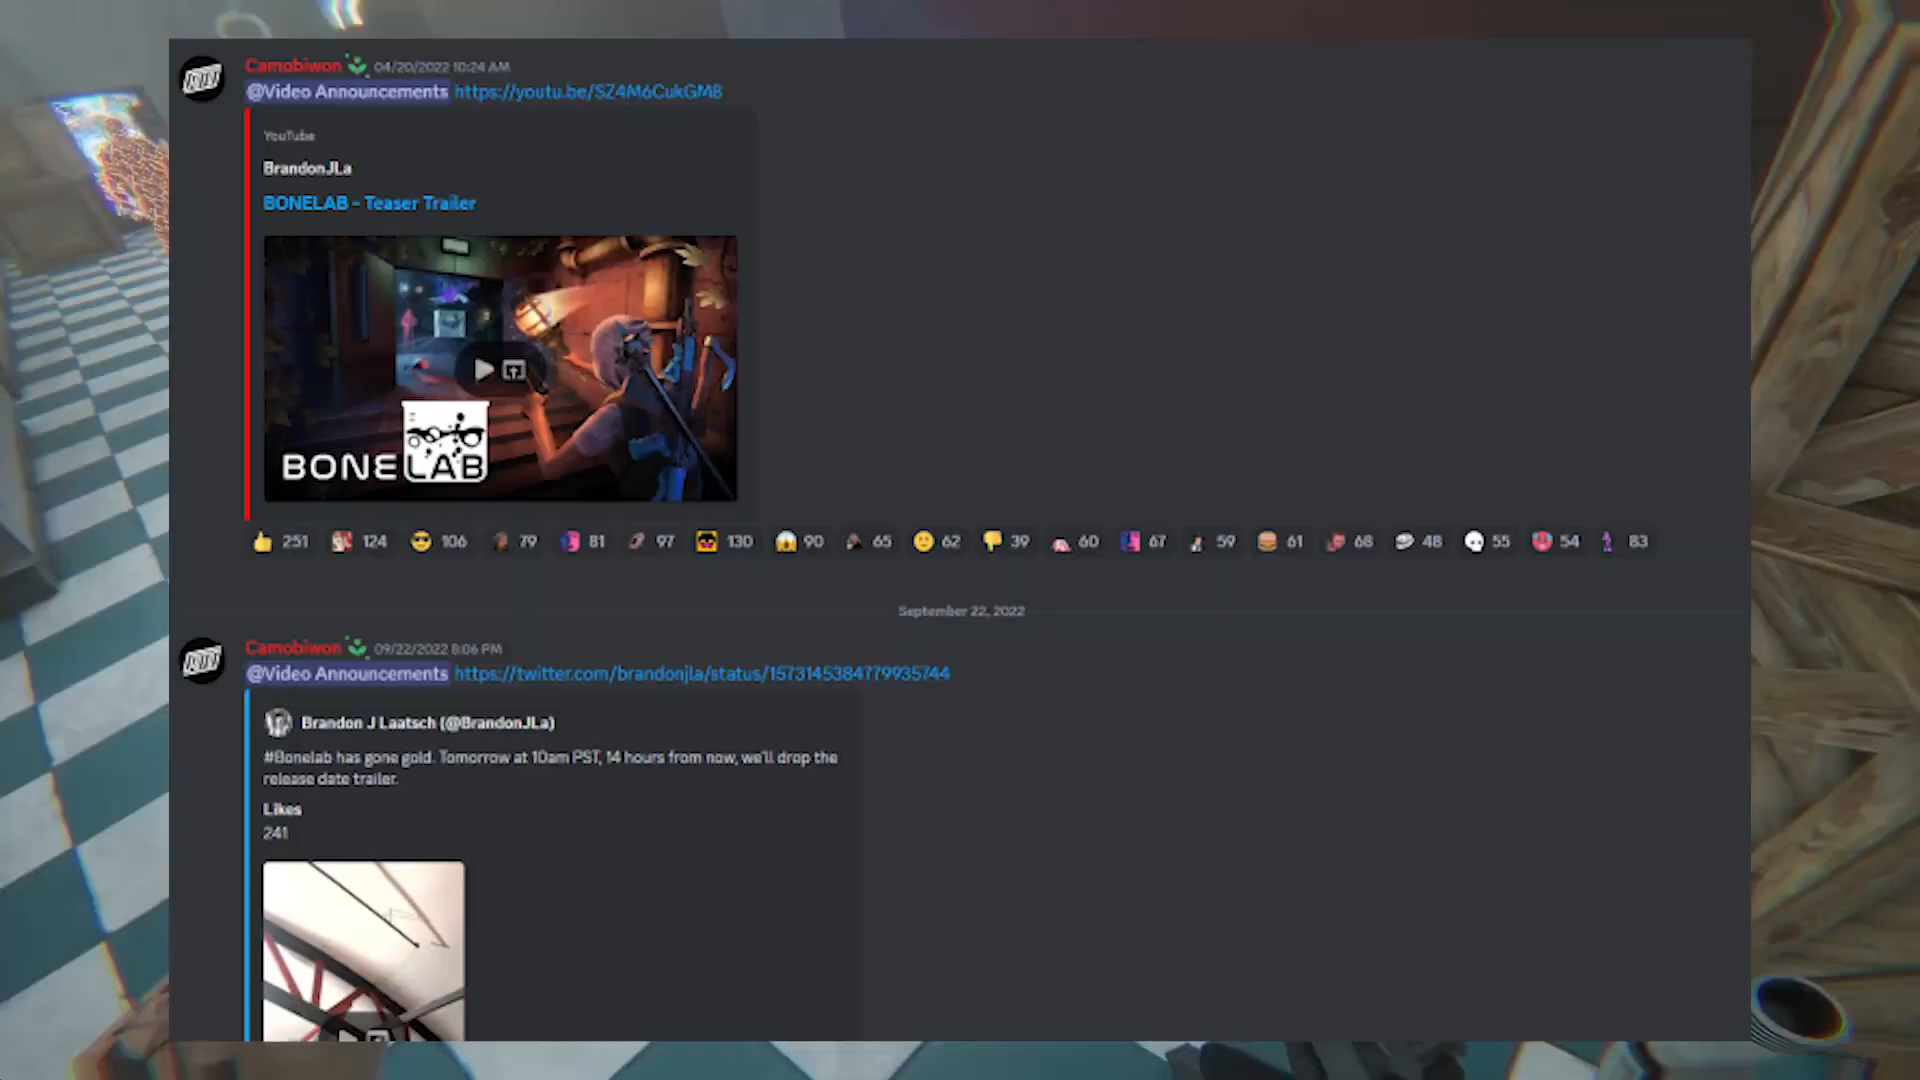 Camobiwon 04/20/2022 10:24 AM
@Video Announcements https://youtu.be/SZ4M6CukGM8
YouTube
BrandonJLa
BONELAB - Teaser Trailer
BONELAB
251 124 106 79 81 97 130 90 65 62 39 60 67 59 61 68 48 55 54 83
September 22, 2022
Camobiwon 09/22/2022 8:06 PM
@Video Announcements https://twitter.com/brandonjla/status/1573145384779935744
Brandon J Laatsch (@BrandonJLa)
#Bonelab has gone gold. Tomorrow at 10am PST, 14 hours from now, we'll drop the
release date trailer.
Likes
241